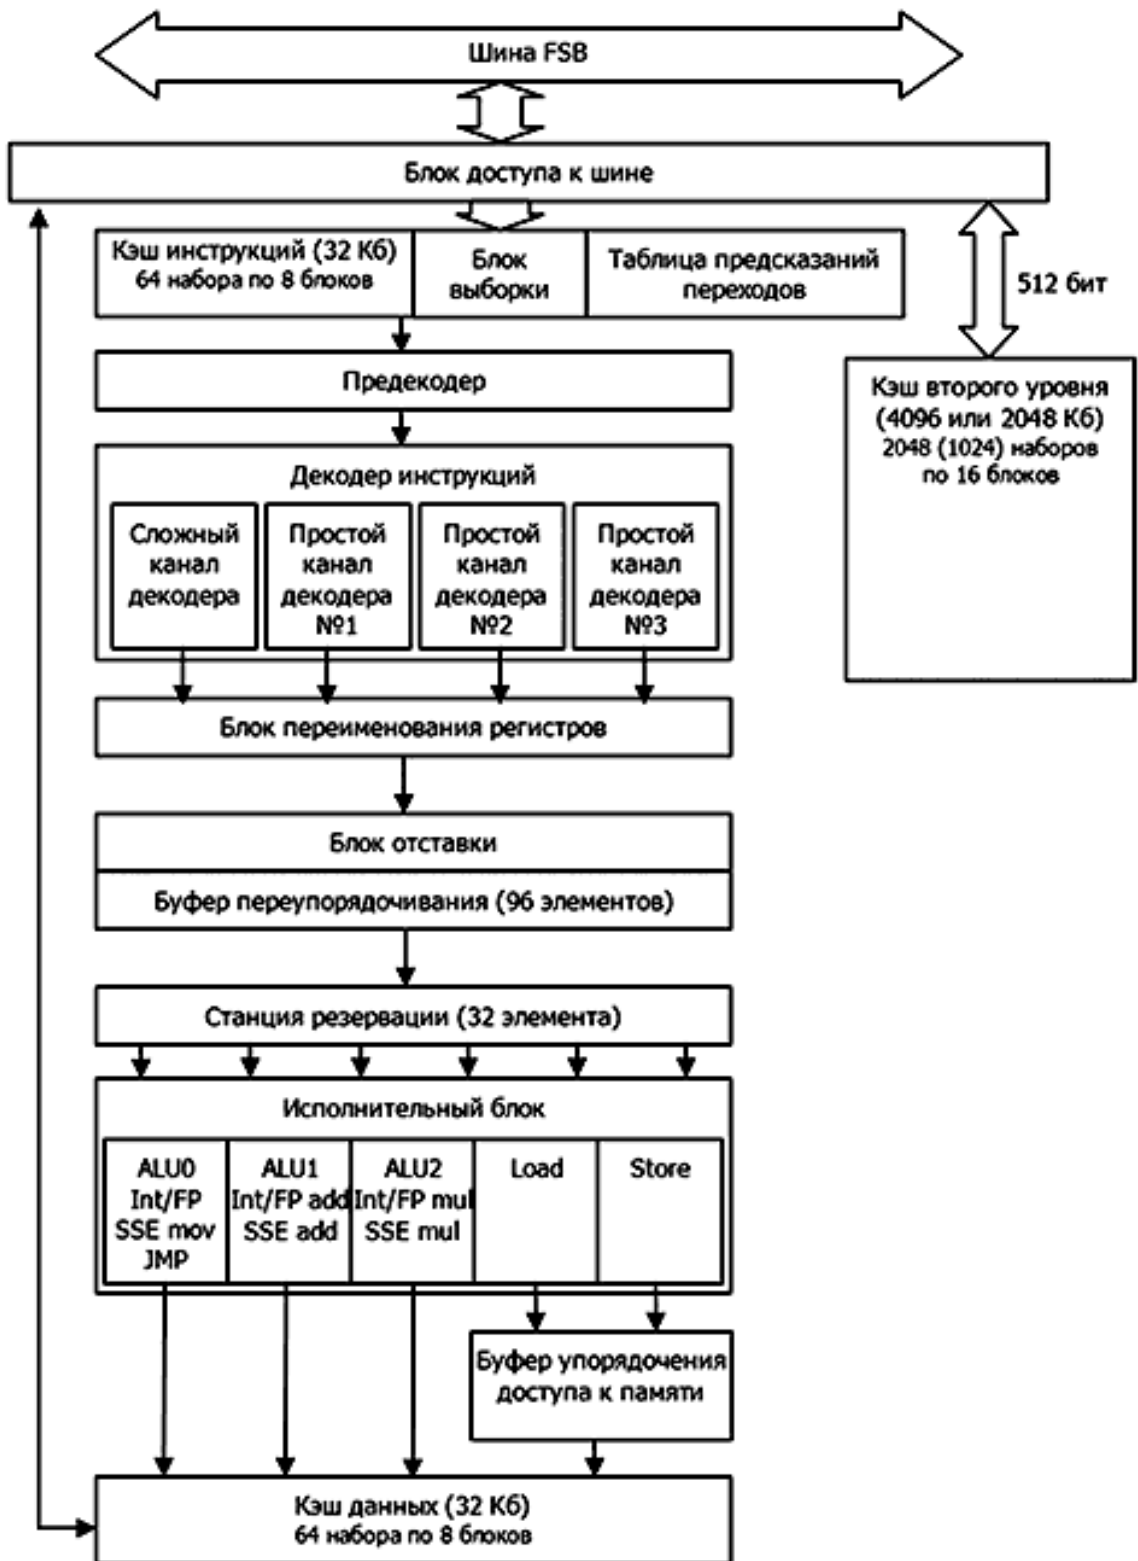 Шина FSB
Блок доступа к шине
Кэш инструкций (32 Кб)
64 набора по 8 блоков
Блок
выборки
Таблица предсказаний
переходов
512 бит
Предекодер
Кэш второго уровня
(4096 или 2048 Кб)
2048 (1024) наборов
по 16 блоков
Декодер инструкций
Сложный
канал
декодера
Простой
канал
декодера
№1
Простой
канал
декодера
№2
Простой
канал
декодера
№3
Блок переименования регистров
Блок отставки
Буфер переупорядочивания (96 элементов)
Станция резервации (32 элемента)
Исполнительный блок
ALU0
Int/FP
SSE mov
JMP
ALU1
Int/FP add
SSE add
ALU2
Int/FP mul
SSE mul
Load
Store
Буфер упорядочения
доступа к памяти
Кэш данных (32 Кб)
64 набора по 8 блоков